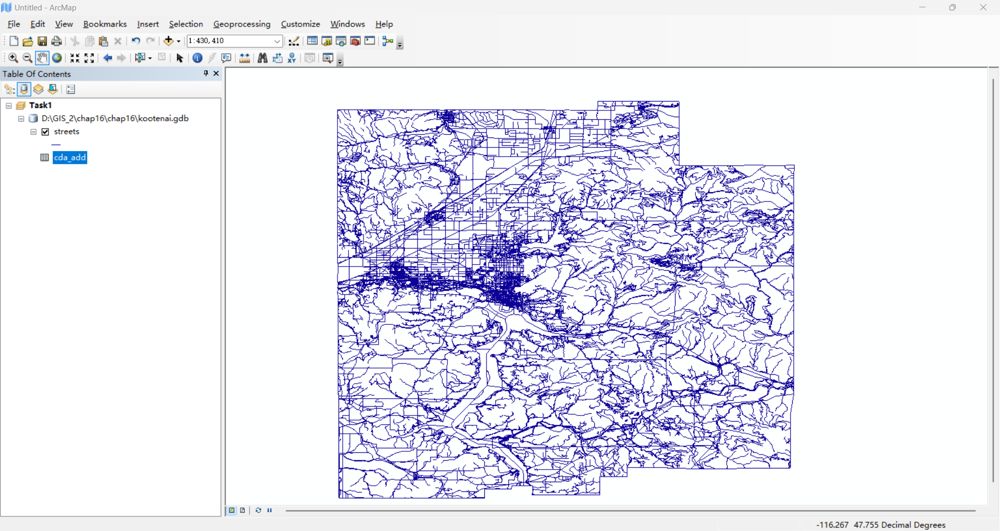 Untitled - ArcMap
File Edit View Bookmarks Insert Selection Geoprocessing Customize Windows Help
1:430,410
Table Of Contents
Task1
D:\GIS_2\chap16\chap16\kootenai.gdb
streets
cda_add
-116.267 47.755 Decimal Degrees